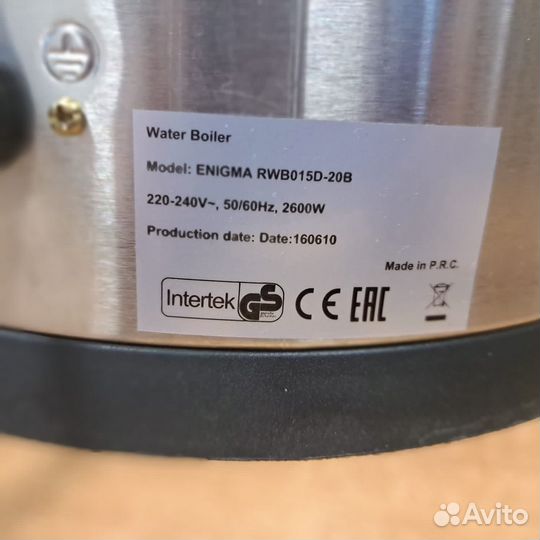 Water Boiler
Model: ENIGMA RWB015D-20B
220-240V~, 50/60Hz, 2600W
Production date: Date:160610
Made in P.R.C.
Intertek GS CE EAC
Avito